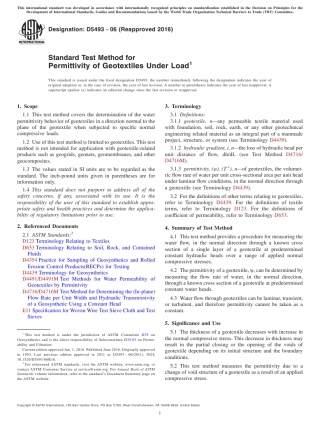 This international standard was developed in accordance with internationally recognized principles on standardization established in the Decision on Principles for the
Development of International Standards, Guides and Recommendations issued by the World Trade Organization Technical Barriers to Trade (TBT) Committee.
INTERNATIONAL
Designation: D5493 − 06 (Reapproved 2016)
Standard Test Method for
Permittivity of Geotextiles Under Load¹
This standard is issued under the fixed designation D5493; the number immediately following the designation indicates the year of
original adoption or, in the case of revision, the year of last revision. A number in parentheses indicates the year of last reapproval. A
superscript epsilon (ε) indicates an editorial change since the last revision or reapproval.
1. Scope
1.1 This test method covers the determination of the water
permittivity behavior of geotextiles in a direction normal to the
plane of the geotextile when subjected to specific normal
compressive loads.
1.2 Use of this test method is limited to geotextiles. This test
method is not intended for application with geotextile-related
products such as geogrids, geonets, geomembranes, and other
geocomposites.
1.3 The values stated in SI units are to be regarded as the
standard. The inch-pound units given in parentheses are for
information only.
1.4 This standard does not purport to address all of the
safety concerns, if any, associated with its use. It is the
responsibility of the user of this standard to establish appro-
priate safety and health practices and determine the applica-
bility of regulatory limitations prior to use.
2. Referenced Documents
2.1 ASTM Standards:²
D123 Terminology Relating to Textiles
D653 Terminology Relating to Soil, Rock, and Contained
Fluids
D4354 Practice for Sampling of Geosynthetics and Rolled
Erosion Control Products(RECPs) for Testing
D4439 Terminology for Geosynthetics
D4491/D4491M Test Methods for Water Permeability of
Geotextiles by Permittivity
D4716/D4716M Test Method for Determining the (In-plane)
Flow Rate per Unit Width and Hydraulic Transmissivity
of a Geosynthetic Using a Constant Head
E11 Specification for Woven Wire Test Sieve Cloth and Test
Sieves
¹ This test method is under the jurisdiction of ASTM Committee D35 on
Geosynthetics and is the direct responsibility of Subcommittee D35.03 on Perme-
ability and Filtration.
Current edition approved Jan. 1, 2016. Published June 2016. Originally approved
in 1993. Last previous edition approved in 2011 as D5493 – 06(2011). DOI:
10.1520/D5493-06R16.
² For referenced ASTM standards, visit the ASTM website, www.astm.org, or
contact ASTM Customer Service at service@astm.org. For Annual Book of ASTM
Standards volume information, refer to the standard's Document Summary page on
the ASTM website.
3. Terminology
3.1 Definitions:
3.1.1 geotextile, n—any permeable textile material used
with foundation, soil, rock, earth, or any other geotechnical
engineering related material as an integral part of a manmade
project, structure, or system (see Terminology D4439).
3.1.2 hydraulic gradient, i, n—the loss of hydraulic head per
unit distance of flow, dh/dL (see Test Method D4716/
D4716M).
3.1.3 permittivity, (ψ) (T⁻¹), n—of geotextiles, the volumet-
ric flow rate of water per unit cross-sectional area per unit head
under laminar flow conditions, in the normal direction through
a geotextile (see Terminology D4439).
3.2 For the definitions of other terms relating to geotextiles,
refer to Terminology D4439. For the definitions of textile
terms, refer to Terminology D123. For the definitions of
coefficient of permeability, refer to Terminology D653.
4. Summary of Test Method
4.1 This test method provides a procedure for measuring the
water flow, in the normal direction through a known cross
section of a single layer of a geotextile at predetermined
constant hydraulic heads over a range of applied normal
compressive stresses.
4.2 The permittivity of a geotextile, ψ, can be determined by
measuring the flow rate of water, in the normal direction,
through a known cross section of a geotextile at predetermined
constant water heads.
4.3 Water flow through geotextiles can be laminar, transient,
or turbulent, and therefore permittivity cannot be taken as a
constant.
5. Significance and Use
5.1 The thickness of a geotextile decreases with increase in
the normal compressive stress. This decrease in thickness may
result in the partial closing or the opening of the voids of
geotextile depending on its initial structure and the boundary
conditions.
5.2 This test method measures the permittivity due to a
change of void structure of a geotextile as a result of an applied
compressive stress.
Copyright © ASTM International, 100 Barr Harbor Drive, PO Box C700, West Conshohocken, PA 19428-2959. United States
1